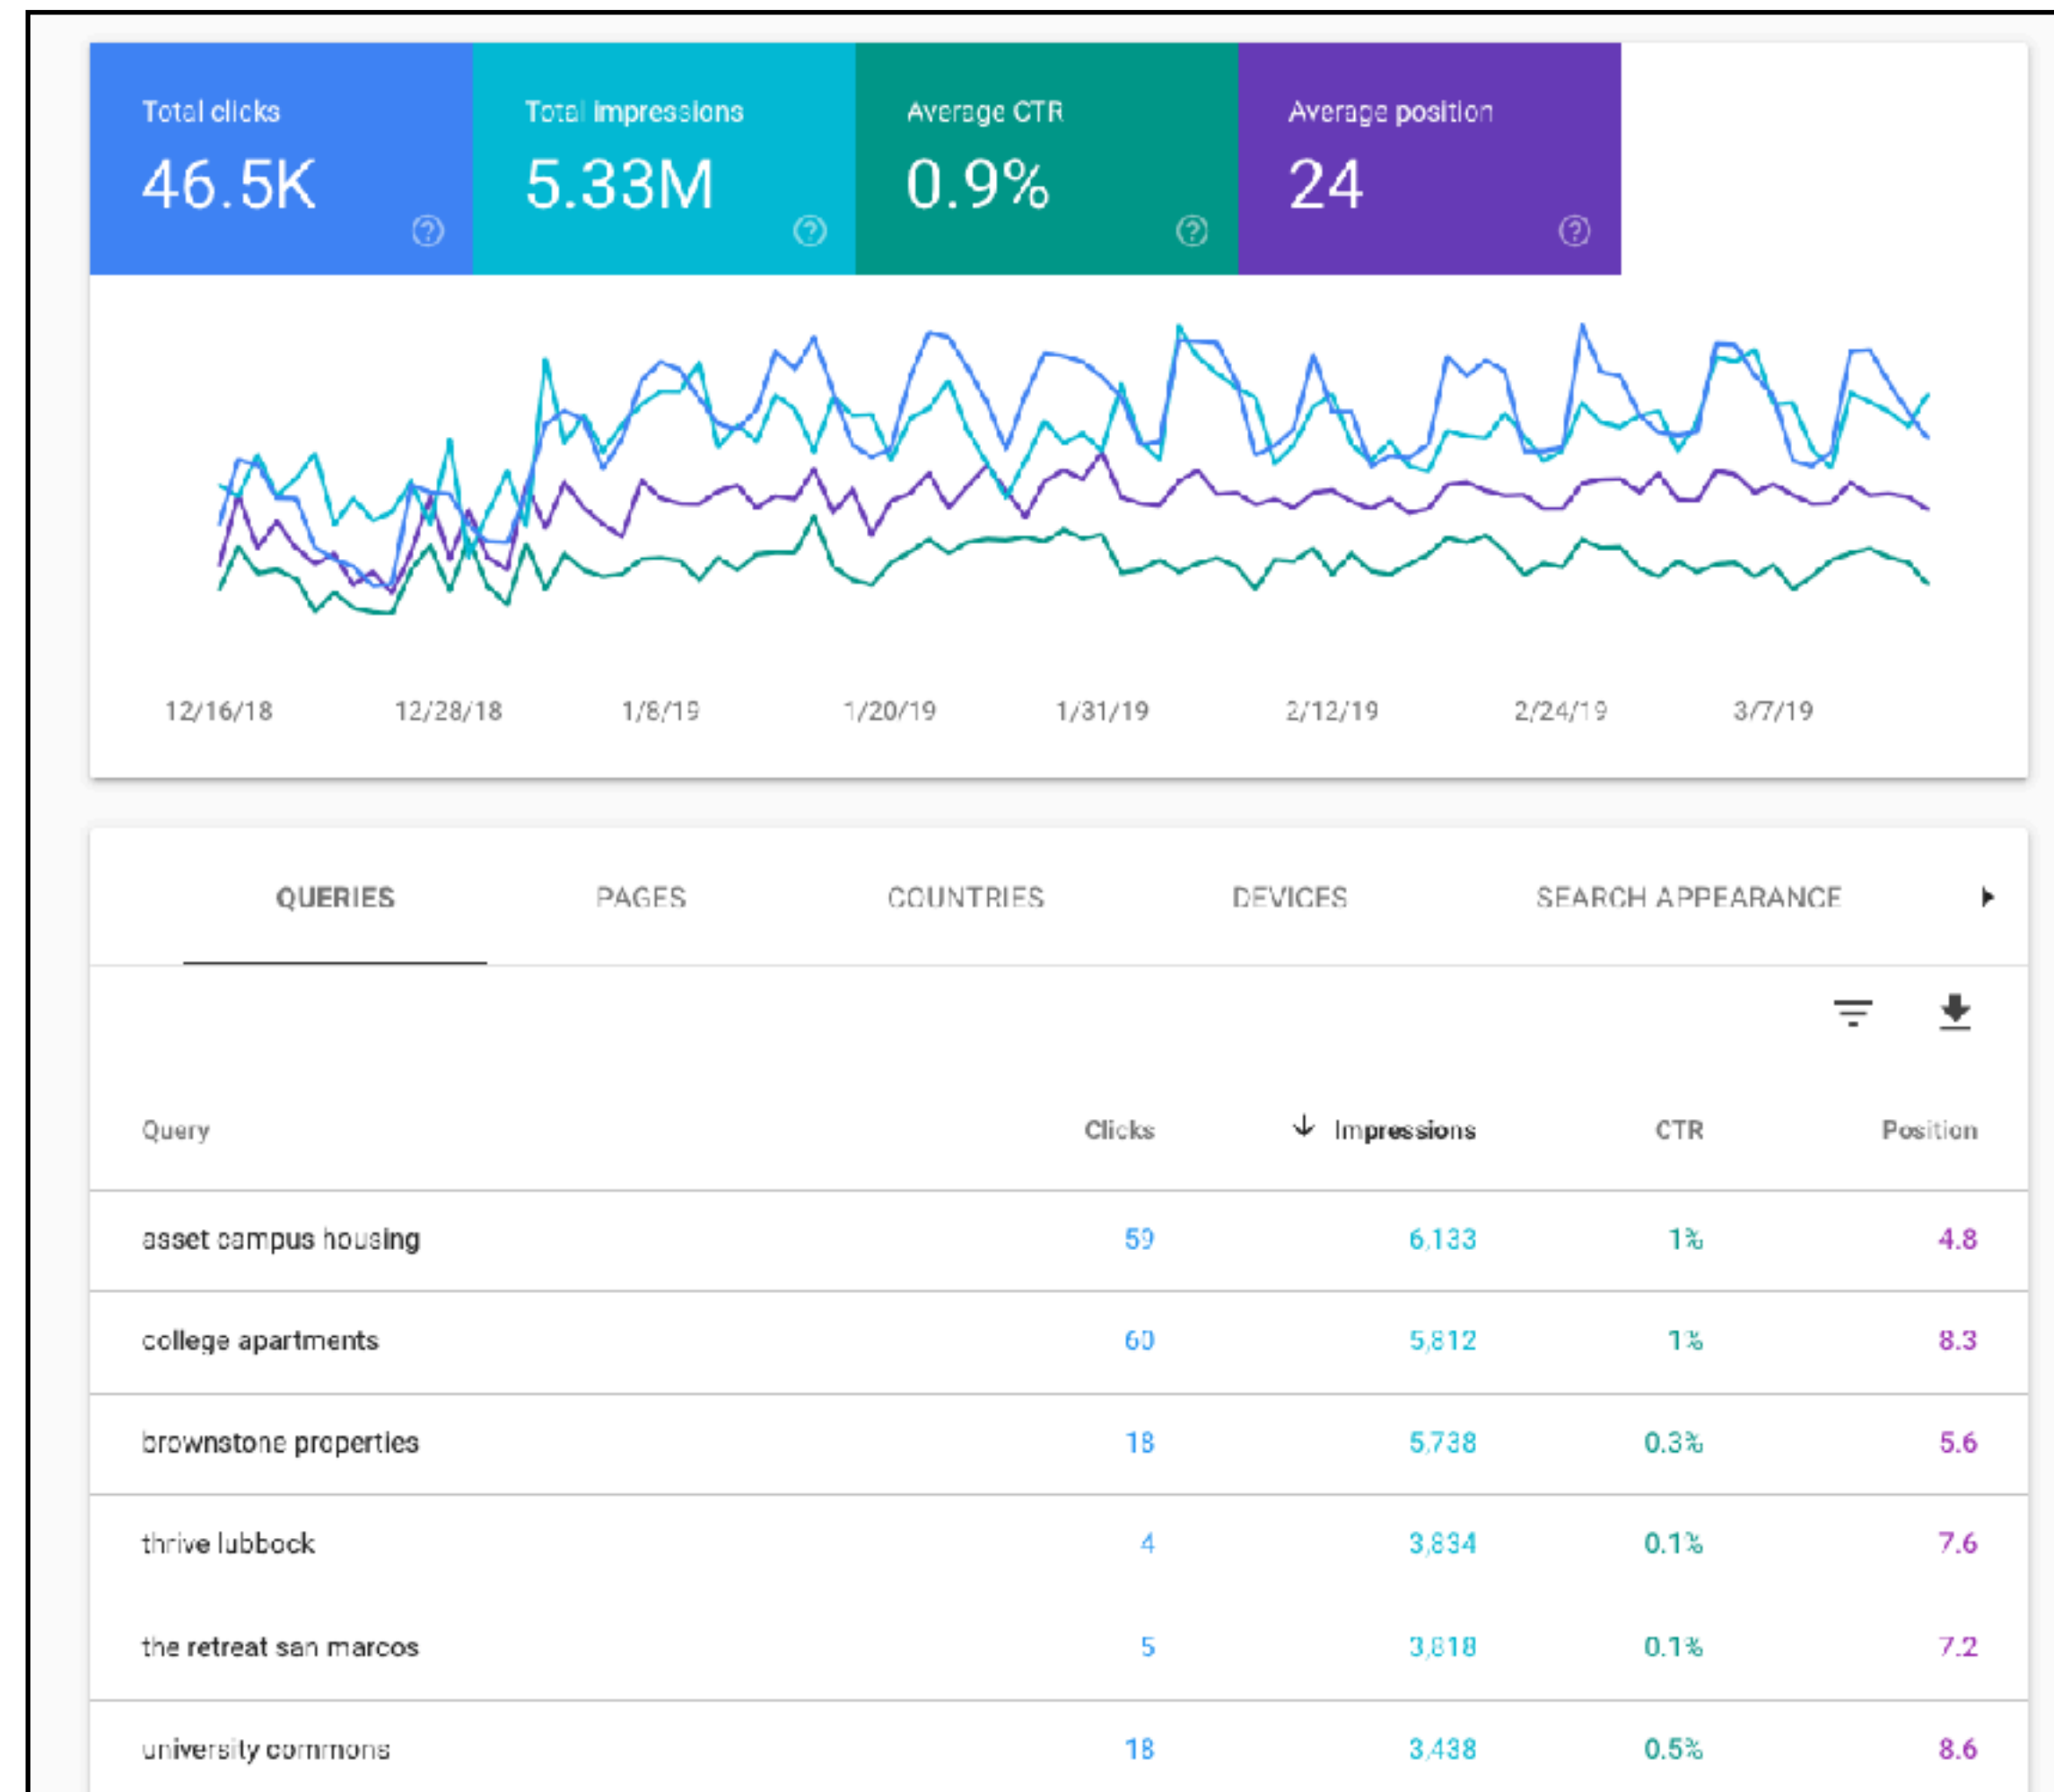 Total clicks Total impressions Average CTR Average position
46.5K 5.33M 0.9% 24
12/16/18 12/28/18 1/8/19 1/20/19 1/31/19 2/12/19 2/24/19 3/7/19
QUERIES PAGES COUNTRIES DEVICES SEARCH APPEARANCE
Query Clicks Impressions CTR Position
asset campus housing 59 6,133 1% 4.8
college apartments 60 5,812 1% 8.3
brownstone properties 18 5,738 0.3% 5.6
thrive lubbock 4 3,834 0.1% 7.6
the retreat san marcos 5 3,818 0.1% 7.2
university commons 18 3,438 0.5% 8.6